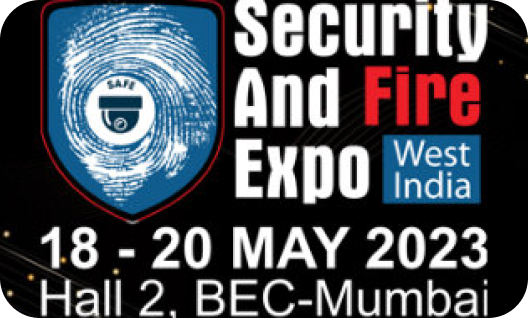 SAFE
Security
And Fire
Expo West India
18 - 20 MAY 2023
Hall 2, BEC-Mumbai